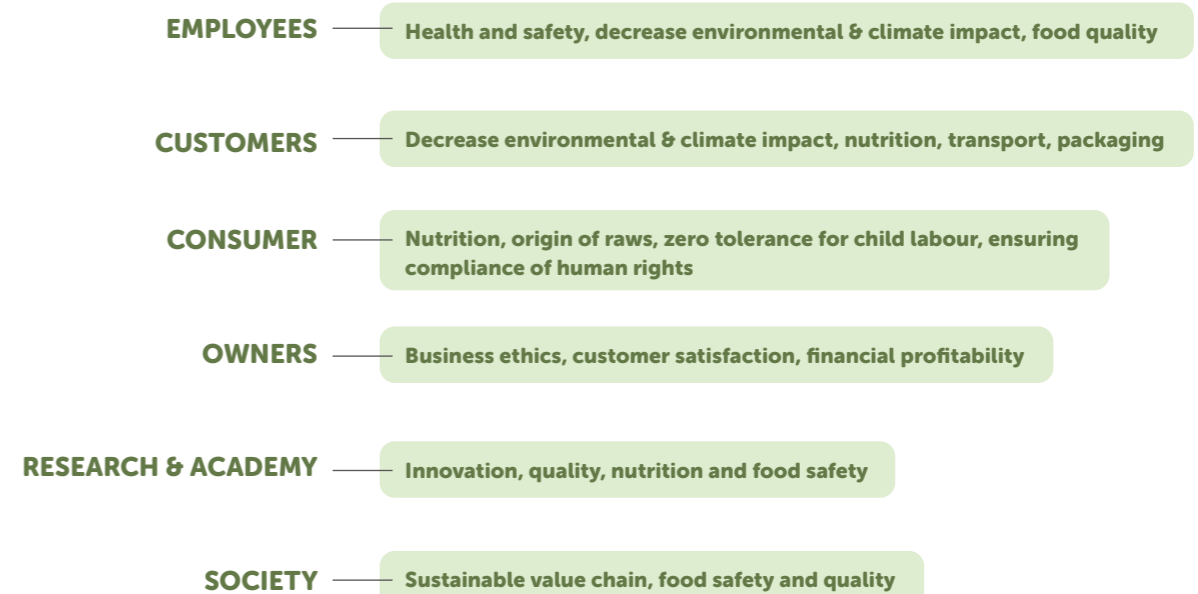 EMPLOYEES
Health and safety, decrease environmental & climate impact, food quality
CUSTOMERS
Decrease environmental & climate impact, nutrition, transport, packaging
CONSUMER
Nutrition, origin of raws, zero tolerance for child labour, ensuring
compliance of human rights
OWNERS
Business ethics, customer satisfaction, financial profitability
RESEARCH & ACADEMY
Innovation, quality, nutrition and food safety
SOCIETY
Sustainable value chain, food safety and quality